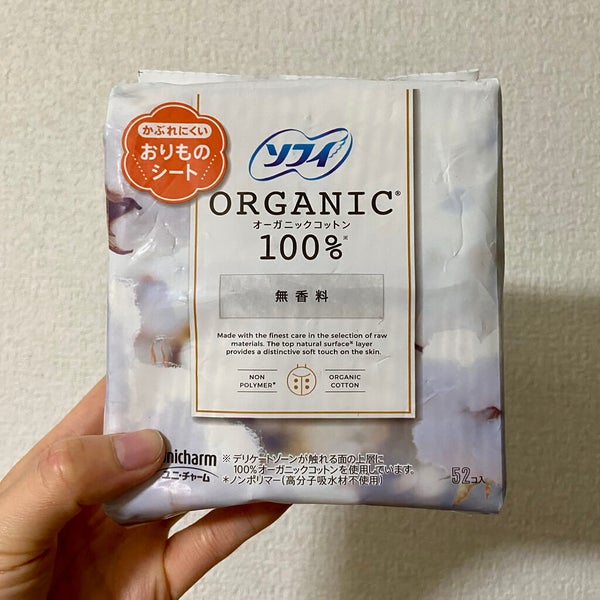 かぶれにくい
おりもの
シート
ソフィ
ORGANIC®
オーガニックコットン
100%※
無香料
Made with the finest care in the selection of raw
materials. The top natural surface※ layer
provides a distinctive soft touch on the skin.
NON
POLYMER*
ORGANIC
COTTON
unicharm
ユニ・チャーム
※デリケートゾーンが触れる面の上層に
100%オーガニックコットンを使用しています。
*ノンポリマー(高分子吸水材不使用)
52コ入